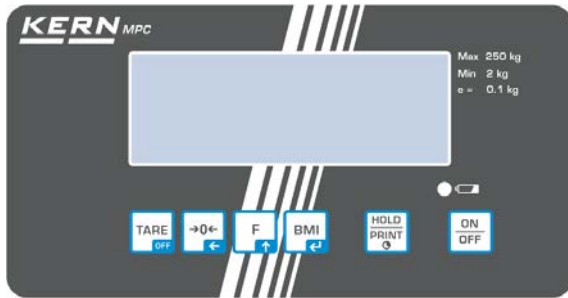 KERN MPC
Max 250 kg
Min 2 kg
e = 0.1 kg
TARE
OFF
→0←
F
BMI
HOLD
PRINT
ON
OFF